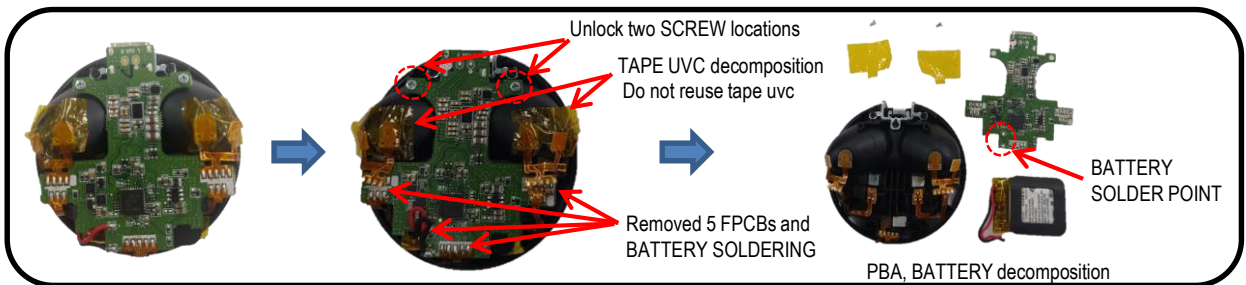 Unlock two SCREW locations
TAPE UVC decomposition
Do not reuse tape uvc
Removed 5 FPCBs and
BATTERY SOLDERING
BATTERY
SOLDER POINT
PBA, BATTERY decomposition